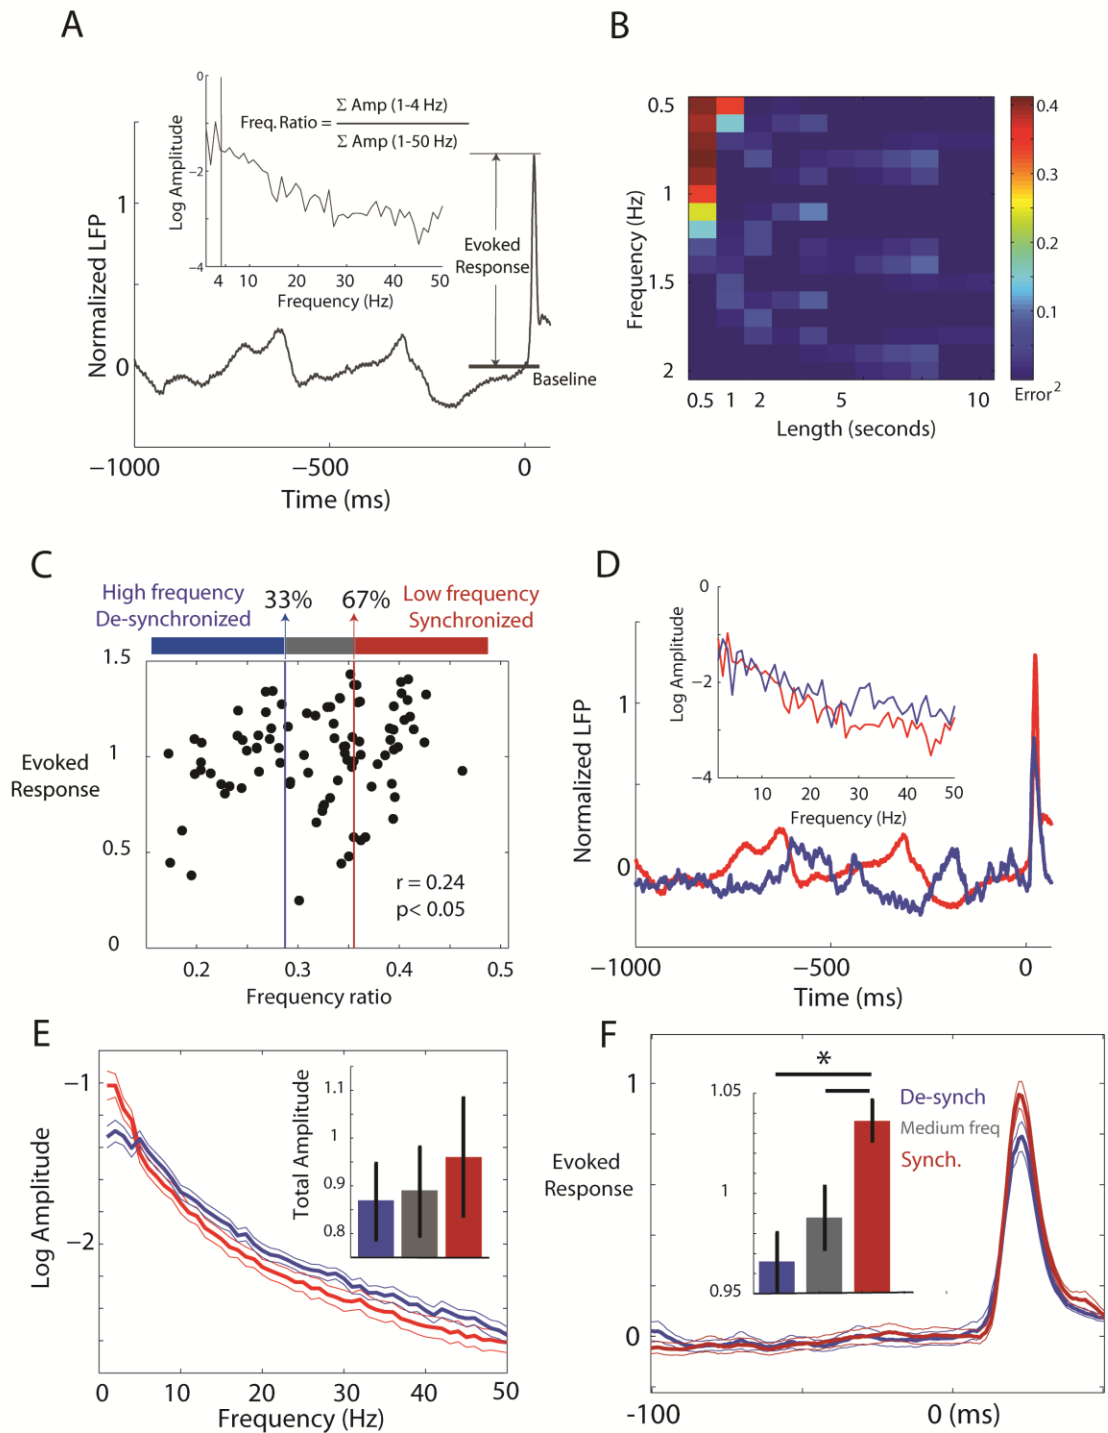 A
0
−2
−4
Log Amplitude
Freq. Ratio = Σ Amp (1-4 Hz)
Σ Amp (1-50 Hz)
4 10 20 30 40 50
Frequency (Hz)
Evoked
Response
Baseline
1
0
Normalized LFP
−1000 −500 0
Time (ms)
B
0.5
1
1.5
2
Frequency (Hz)
0.5 1 2 5 10
Length (seconds)
0.4
0.3
0.2
0.1
Error2
C
High frequency
De-synchronized
33%
67%
Low frequency
Synchronized
1.5
1
0.5
0
Evoked
Response
r = 0.24
p< 0.05
0.2 0.3 0.4 0.5
Frequency ratio
D
0
−2
−4
Log Amplitude
10 20 30 40 50
Frequency (Hz)
1
0
Normalized LFP
−1000 −500 0
Time (ms)
E
−1
−2
Log Amplitude
1.1
1
0.9
0.8
Total Amplitude
0 10 20 30 40 50
Frequency (Hz)
F
1
0
Evoked
Response
*
1.05
1
0.95
De-synch
Medium freq
Synch.
-100 0 (ms)